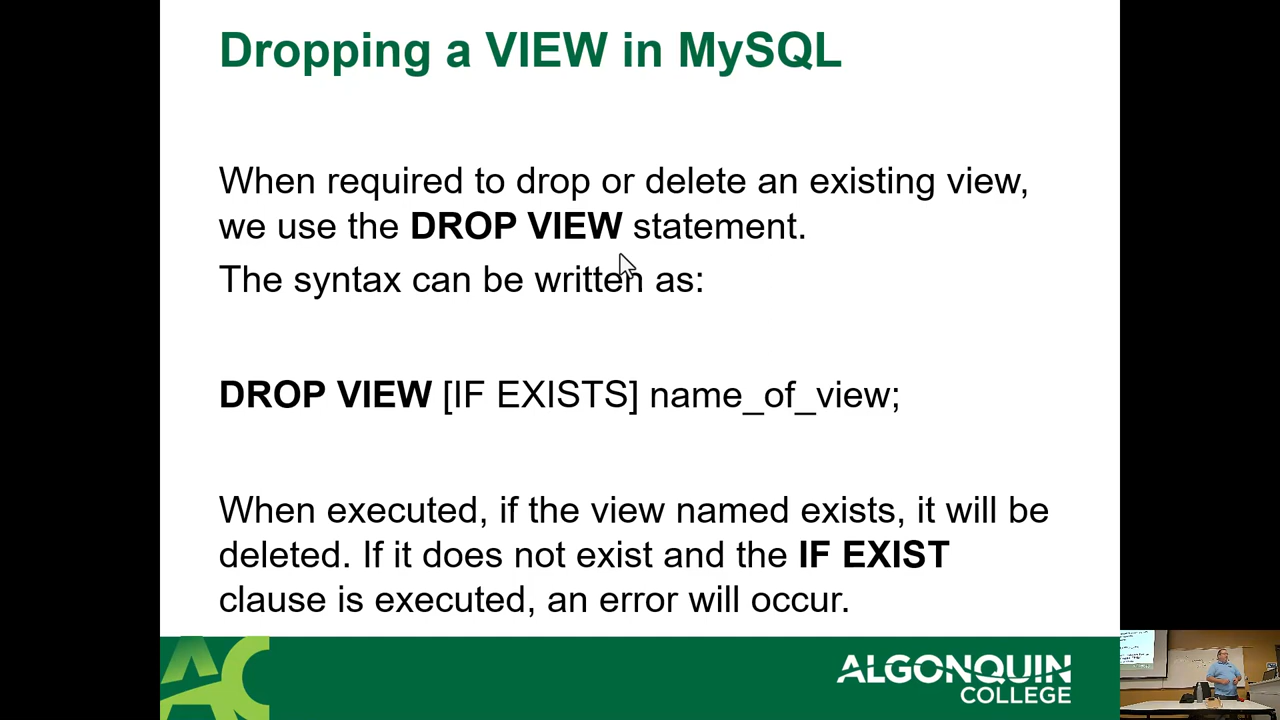 Dropping a VIEW in MySQL
When required to drop or delete an existing view,
we use the DROP VIEW statement.
The syntax can be written as:
DROP VIEW [IF EXISTS] name_of_view;
When executed, if the view named exists, it will be
deleted. If it does not exist and the IF EXIST
clause is executed, an error will occur.
AC
ALGONQUIN
COLLEGE